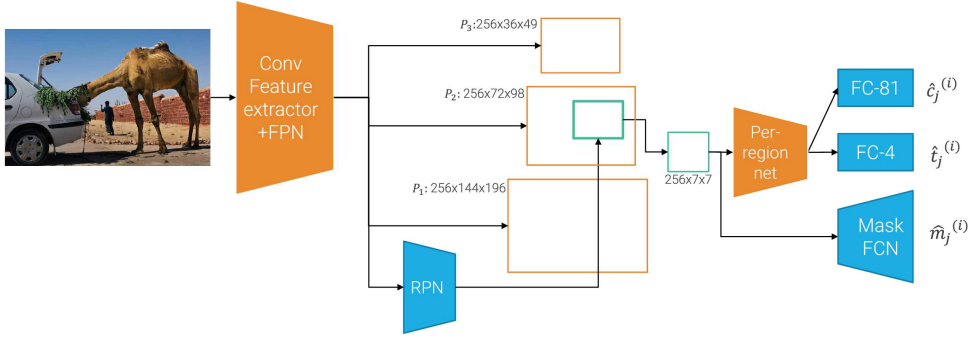 Conv
Feature
extractor
+FPN
P₃:256x36x49
P₂:256x72x98
P₁: 256x144x196
RPN
256x7x7
Per-
region
net
FC-81
ĉⱼ⁽ⁱ⁾
FC-4
t̂ⱼ⁽ⁱ⁾
Mask
FCN
m̂ⱼ⁽ⁱ⁾